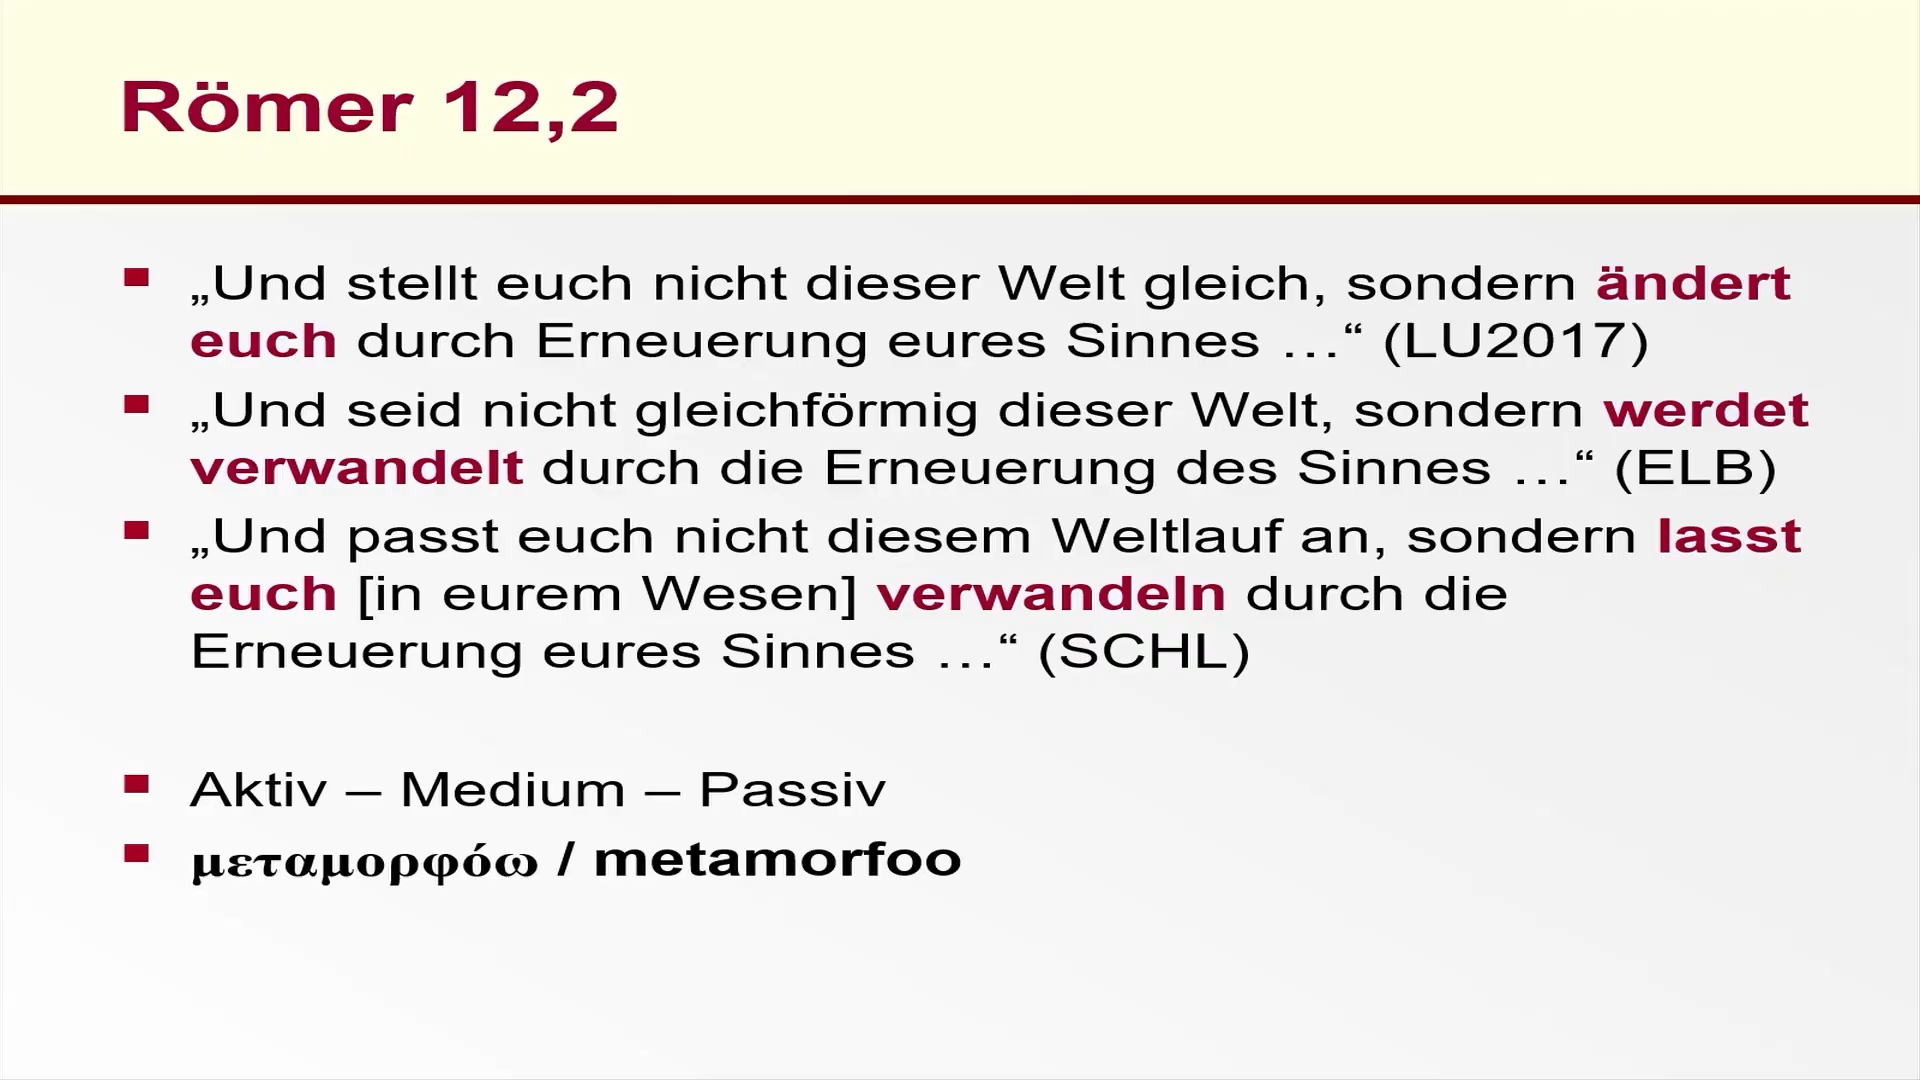 Römer 12,2
„Und stellt euch nicht dieser Welt gleich, sondern ändert
euch durch Erneuerung eures Sinnes …“ (LU2017)
„Und seid nicht gleichförmig dieser Welt, sondern werdet
verwandelt durch die Erneuerung des Sinnes …“ (ELB)
„Und passt euch nicht diesem Weltlauf an, sondern lasst
euch [in eurem Wesen] verwandeln durch die
Erneuerung eures Sinnes …“ (SCHL)
Aktiv – Medium – Passiv
μεταμορφόω / metamorfoo